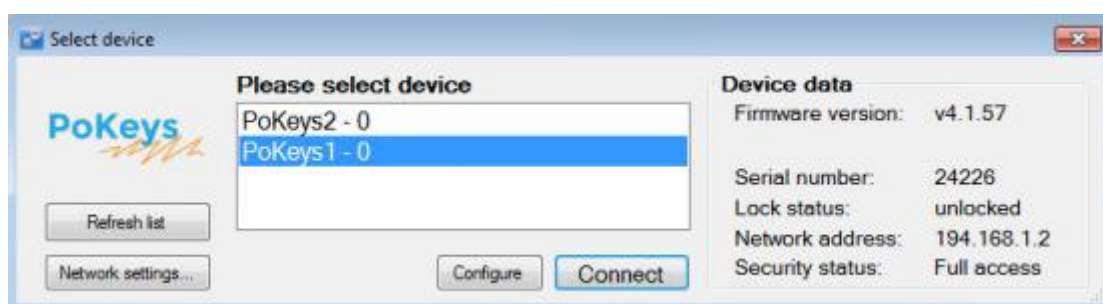 Select device
PoKeys
Refresh list
Network settings...
Please select device
PoKeys2 - 0
PoKeys1 - 0
Configure
Connect
Device data
Firmware version: v4.1.57
Serial number: 24226
Lock status: unlocked
Network address: 194.168.1.2
Security status: Full access